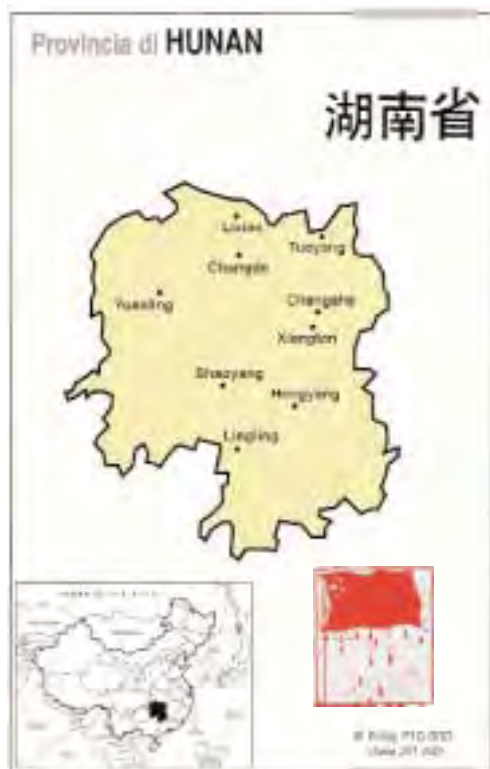 Provincia di HUNAN
湖南省
Lixian
Tuoyang
Changde
Yuanling
Changsha
Xiangtan
Shaoyang
Hengyang
Lingling